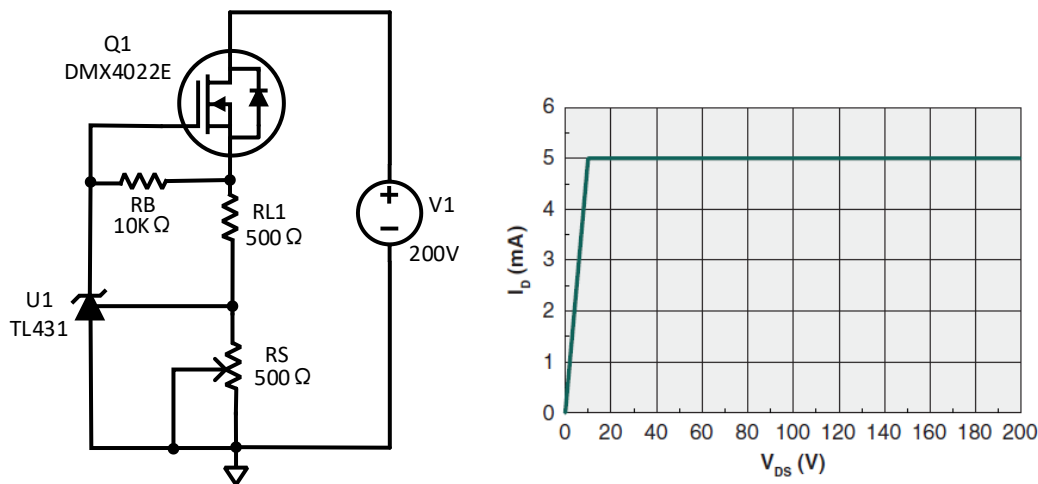 Q1
DMX4022E
RB
10K Ω
RL1
500 Ω
V1
200V
U1
TL431
RS
500 Ω
I_D (mA)
6
5
4
3
2
1
0
0 20 40 60 80 100 120 140 160 180 200
V_DS (V)